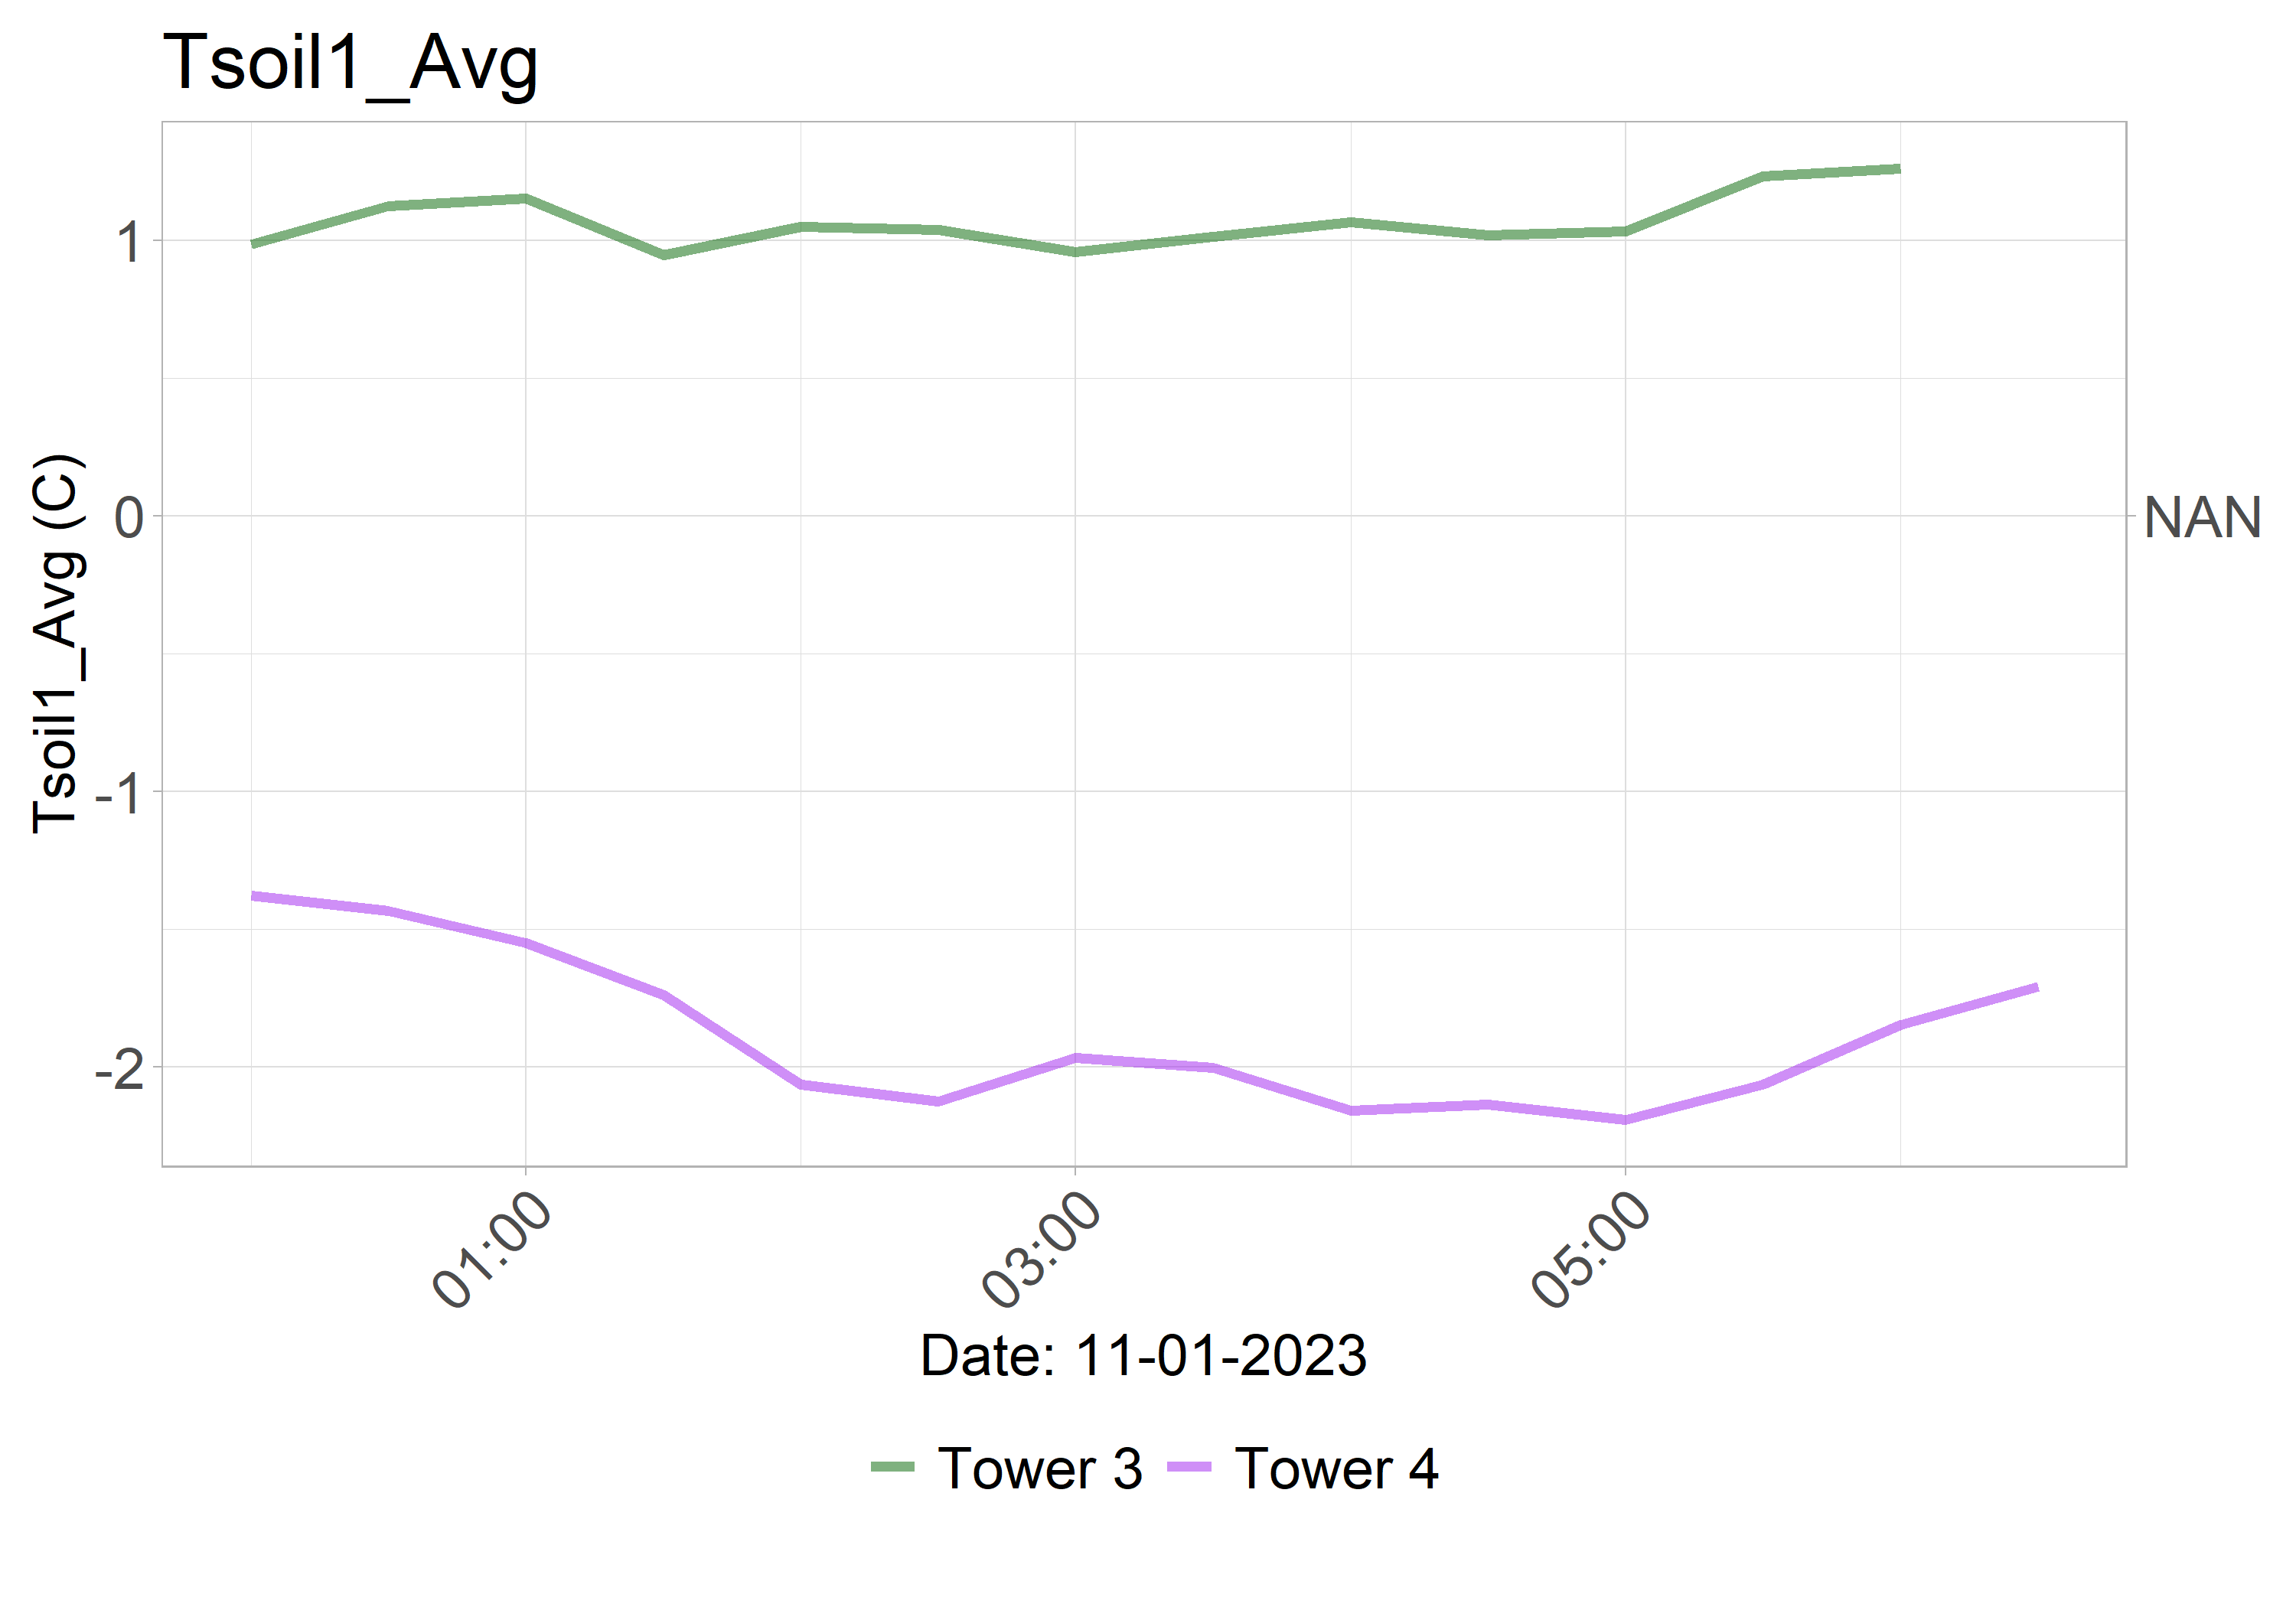 Tsoil1_Avg
Tsoil1_Avg (C)
1
0
-1
-2
NAN
01:00
03:00
05:00
Date: 11-01-2023
Tower 3
Tower 4